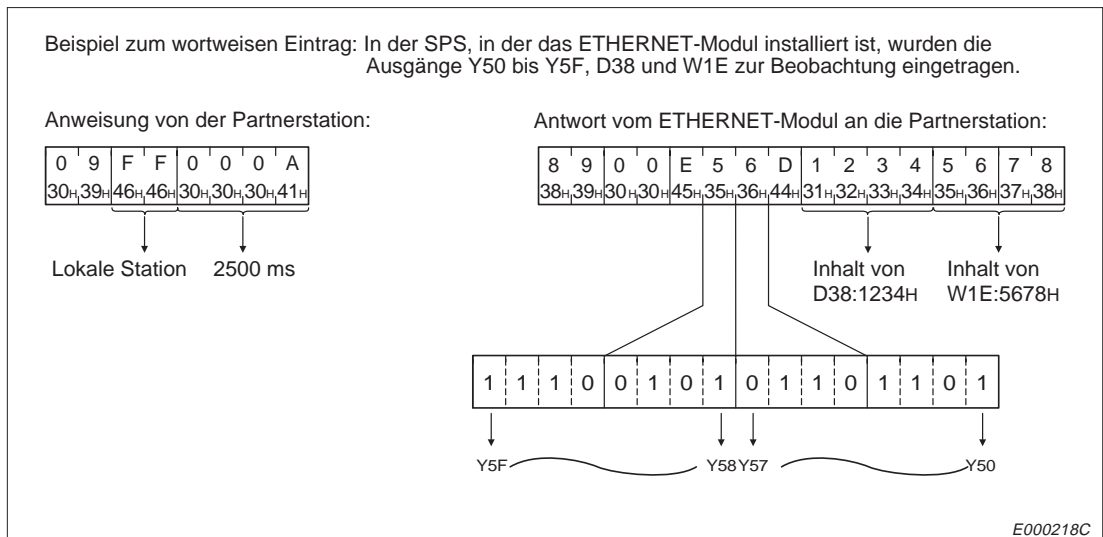 Beispiel zum wortweisen Eintrag: In der SPS, in der das ETHERNET-Modul installiert ist, wurden die
Ausgänge Y50 bis Y5F, D38 und W1E zur Beobachtung eingetragen.
Anweisung von der Partnerstation:
0 9 F F 0 0 0 A
30H 39H 46H 46H 30H 30H 30H 41H
Lokale Station 2500 ms
Antwort vom ETHERNET-Modul an die Partnerstation:
8 9 0 0 E 5 6 D 1 2 3 4 5 6 7 8
38H 39H 30H 30H 45H 35H 36H 44H 31H 32H 33H 34H 35H 36H 37H 38H
Inhalt von
D38:1234H
Inhalt von
W1E:5678H
1 1 1 0 0 1 0 1 0 1 1 0 1 1 0 1
Y5F Y58 Y57 Y50
E000218C